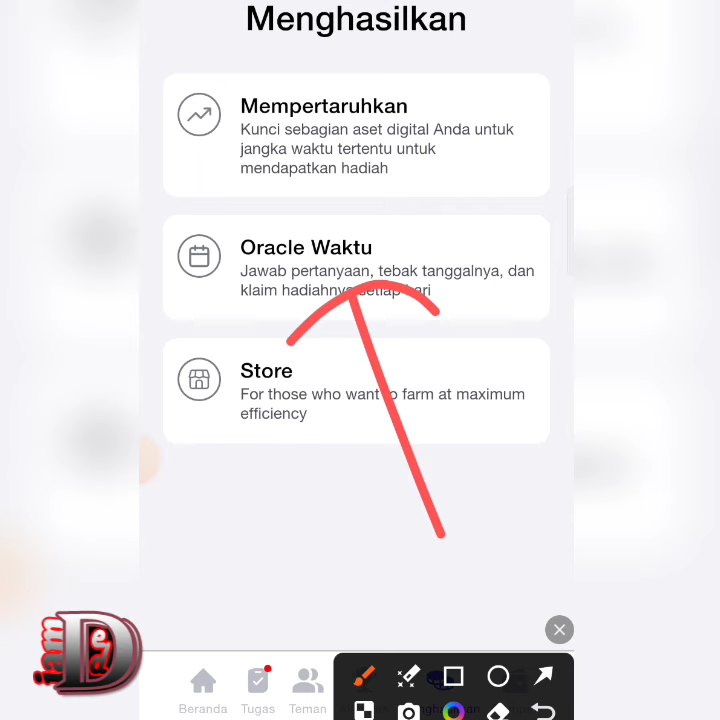 Menghasilkan
Mempertaruhkan
Kunci sebagian aset digital Anda untuk
jangka waktu tertentu untuk
mendapatkan hadiah
Oracle Waktu
Jawab pertanyaan, tebak tanggalnya, dan
klaim hadiahnya setiap hari
Store
For those who want to farm at maximum
efficiency
Beranda Tugas Teman